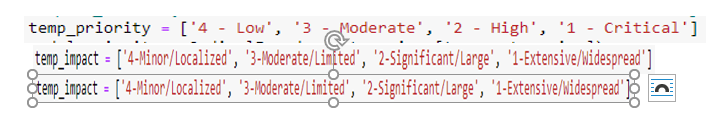 temp_priority = ['4 - Low', '3 - Moderate', '2 - High', '1 - Critical']
temp_impact = ['4-Minor/Localized', '3-Moderate/Limited', '2-Significant/Large', '1-Extensive/Widespread']
temp_impact = ['4-Minor/Localized', '3-Moderate/Limited', '2-Significant/Large', '1-Extensive/Widespread']